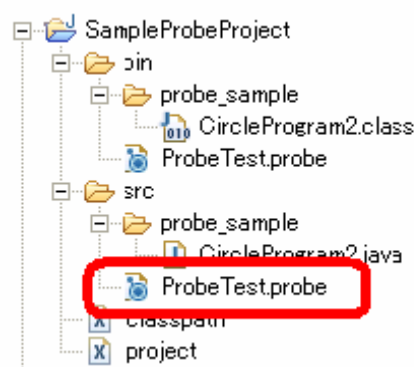 SampleProbeProject
bin
probe_sample
CircleProgram2.class
ProbeTest.probe
src
probe_sample
CircleProgram2.java
ProbeTest.probe
classpath
project